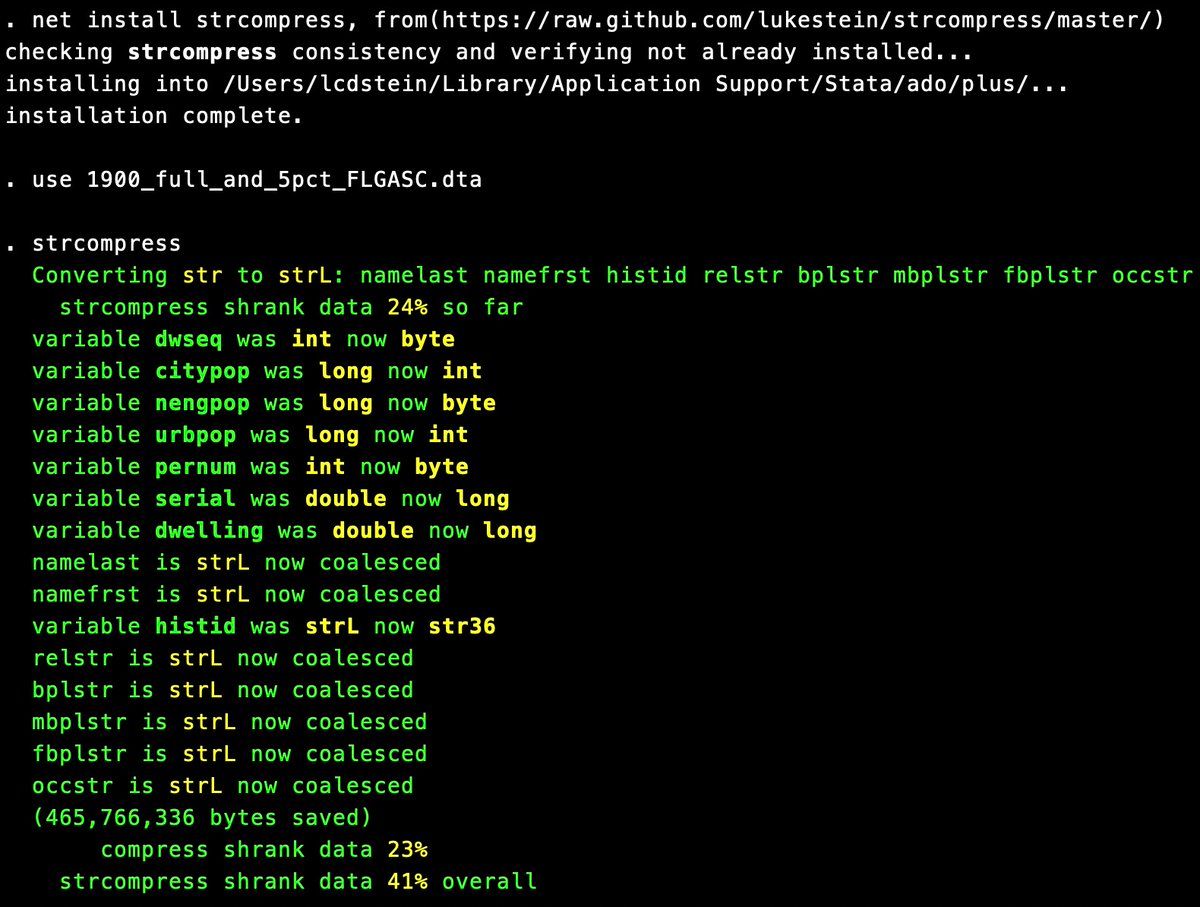 . net install strcompress, from(https://raw.github.com/lukestein/strcompress/master/)
checking strcompress consistency and verifying not already installed...
installing into /Users/lcdstein/Library/Application Support/Stata/ado/plus/...
installation complete.
. use 1900_full_and_5pct_FLGASC.dta
. strcompress
Converting str to strL: namelast namefrst histid relstr bplstr mbplstr fbplstr occstr
strcompress shrank data 24% so far
variable dwseq was int now byte
variable citypop was long now int
variable nengpop was long now byte
variable urbpop was long now int
variable pernum was int now byte
variable serial was double now long
variable dwelling was double now long
namelast is strL now coalesced
namefrst is strL now coalesced
variable histid was strL now str36
relstr is strL now coalesced
bplstr is strL now coalesced
mbplstr is strL now coalesced
fbplstr is strL now coalesced
occstr is strL now coalesced
(465,766,336 bytes saved)
compress shrank data 23%
strcompress shrank data 41% overall